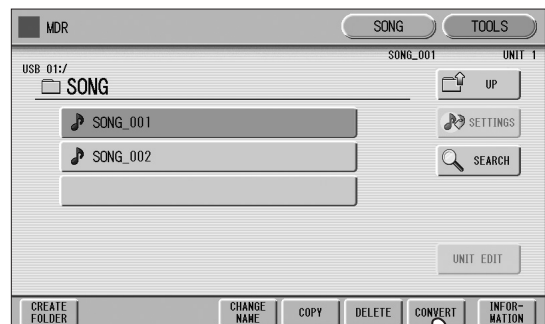 MDR
SONG
TOOLS
SONG_001
UNIT 1
USB 01:/
SONG
UP
SONG_001
SETTINGS
SONG_002
SEARCH
UNIT EDIT
CREATE
FOLDER
CHANGE
NAME
COPY
DELETE
CONVERT
INFOR-
MATION